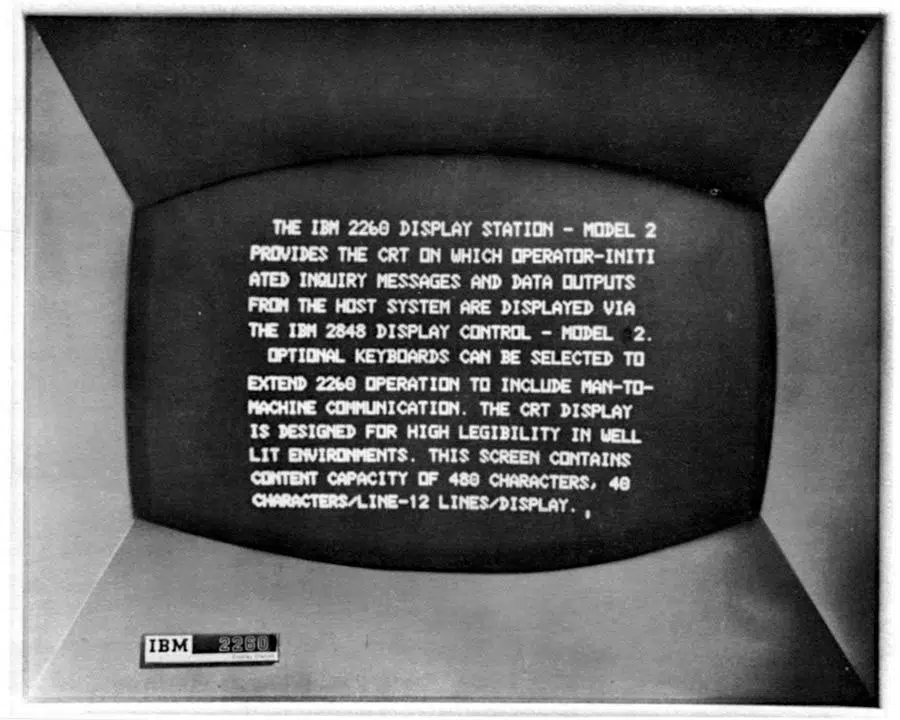 THE IBM 2260 DISPLAY STATION - MODEL 2
PROVIDES THE CRT ON WHICH OPERATOR-INITI
ATED INQUIRY MESSAGES AND DATA OUTPUTS
FROM THE HOST SYSTEM ARE DISPLAYED VIA
THE IBM 2848 DISPLAY CONTROL - MODEL 2.
OPTIONAL KEYBOARDS CAN BE SELECTED TO
EXTEND 2260 OPERATION TO INCLUDE MAN-TO-
MACHINE COMMUNICATION. THE CRT DISPLAY
IS DESIGNED FOR HIGH LEGIBILITY IN WELL
LIT ENVIRONMENTS. THIS SCREEN CONTAINS
CONTENT CAPACITY OF 480 CHARACTERS, 40
CHARACTERS/LINE-12 LINES/DISPLAY.
IBM 2260